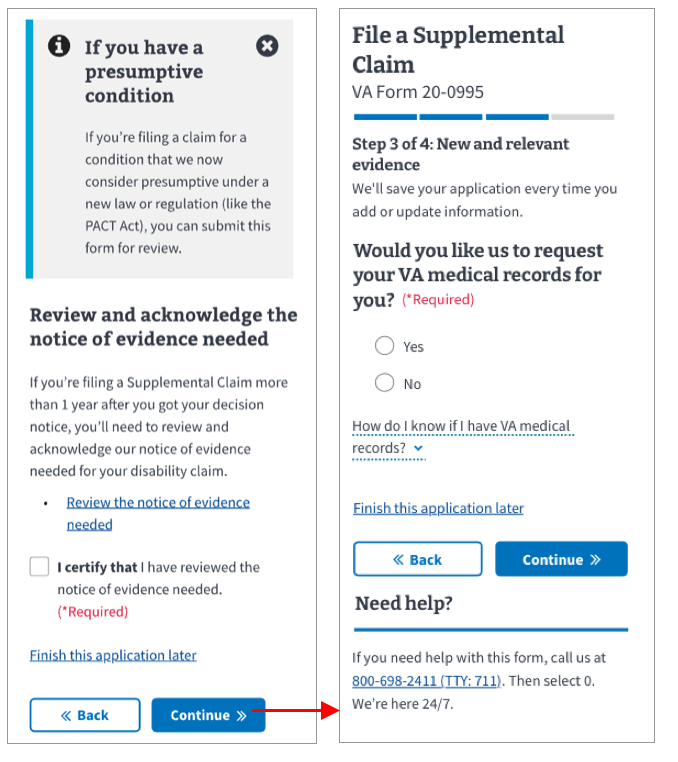 If you have a
presumptive
condition
If you’re filing a claim for a
condition that we now
consider presumptive under a
new law or regulation (like the
PACT Act), you can submit this
form for review.
Review and acknowledge the
notice of evidence needed
If you’re filing a Supplemental Claim more
than 1 year after you got your decision
notice, you’ll need to review and
acknowledge our notice of evidence
needed for your disability claim.
• Review the notice of evidence
needed
I certify that I have reviewed the
notice of evidence needed.
(*Required)
Finish this application later
« Back
Continue »
File a Supplemental
Claim
VA Form 20-0995
Step 3 of 4: New and relevant
evidence
We'll save your application every time you
add or update information.
Would you like us to request
your VA medical records for
you? (*Required)
Yes
No
How do I know if I have VA medical
records?
Finish this application later
« Back
Continue »
Need help?
If you need help with this form, call us at
800-698-2411 (TTY: 711). Then select 0.
We’re here 24/7.